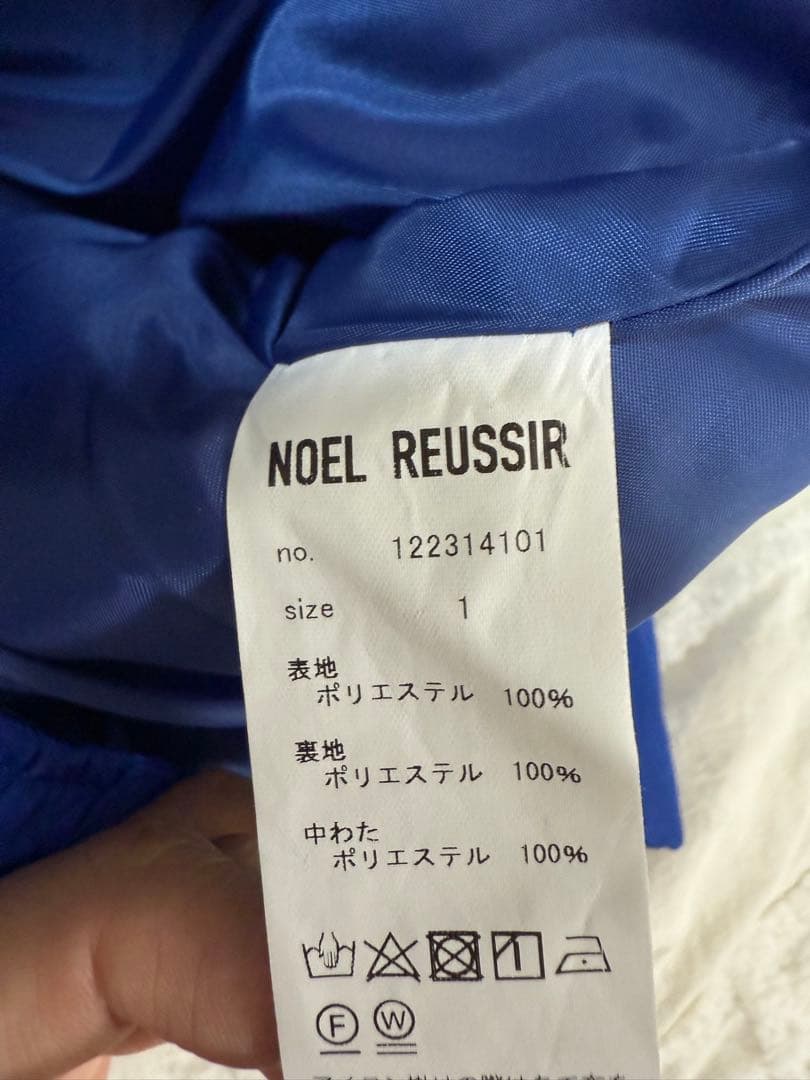 NOEL REUSSIR
no. 122314101
size 1
表地
ポリエステル 100%
裏地
ポリエステル 100%
中わた
ポリエステル 100%
F W